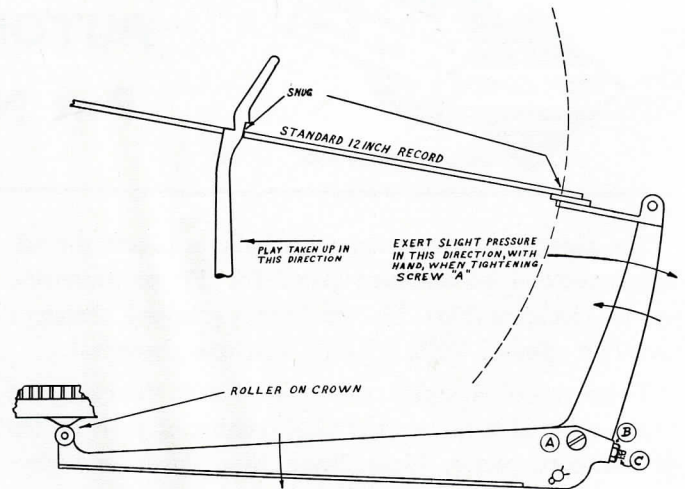 SNUG
STANDARD 12 INCH RECORD
PLAY TAKEN UP IN
THIS DIRECTION
EXERT SLIGHT PRESSURE
IN THIS DIRECTION, WITH
HAND, WHEN TIGHTENING
SCREW "A"
ROLLER ON CROWN
A
B
C